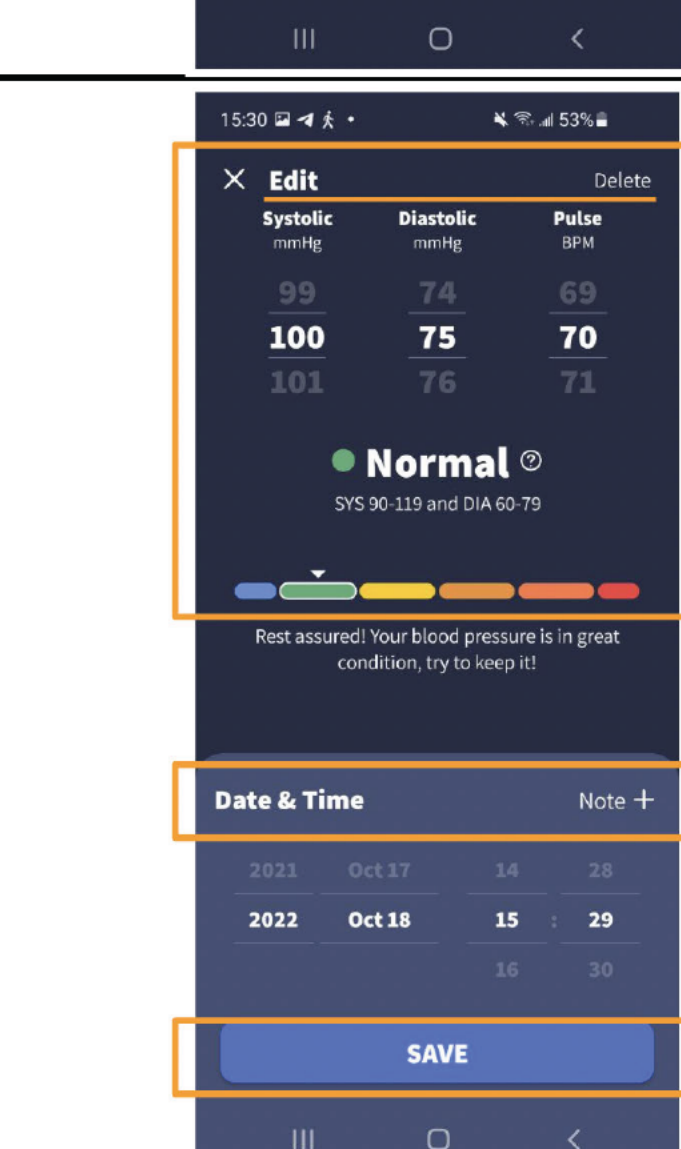 15:30 53%
Edit Delete
Systolic Diastolic Pulse
mmHg mmHg BPM
99 74 69
100 75 70
101 76 71
Normal ?
SYS 90-119 and DIA 60-79
Rest assured! Your blood pressure is in great
condition, try to keep it!
Date & Time Note +
2021 Oct 17 14 28
2022 Oct 18 15 : 29
16 30
SAVE